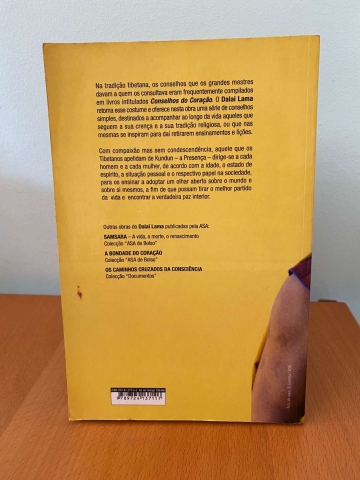 Na tradição tibetana, os conselhos que os grandes mestres
davam a quem os consultava eram frequentemente compilados
em livros intitulados Conselhos do Coração. O Dalai Lama
retoma esse costume e oferece nesta obra uma série de conselhos
simples, destinados a acompanhar ao longo da vida aqueles que
seguem a sua crença e a sua tradição religiosa, ou que nas
mesmas se inspiram para daí retirarem ensinamentos e lições.
Com compaixão mas sem condescendência, aquele que os
Tibetanos apelidam de Kundun – a Presença – dirige-se a cada
homem e a cada mulher, de acordo com a idade, o estado de
espírito, a situação pessoal e o respectivo papel na sociedade,
para os ensinar a adoptar um olhar aberto sobre o mundo e
sobre si mesmos, a fim de que possam tirar o melhor partido
da vida e encontrar a verdadeira paz interior.
Outras obras do Dalai Lama publicadas pela ASA:
SAMSARA – A vida, a morte, o renascimento
Colecção "ASA de Bolso"
A BONDADE DO CORAÇÃO
Colecção "ASA de Bolso"
OS CAMINHOS CRUZADOS DA CONSCIÊNCIA
Colecção "Documentos"
9 789724 137117